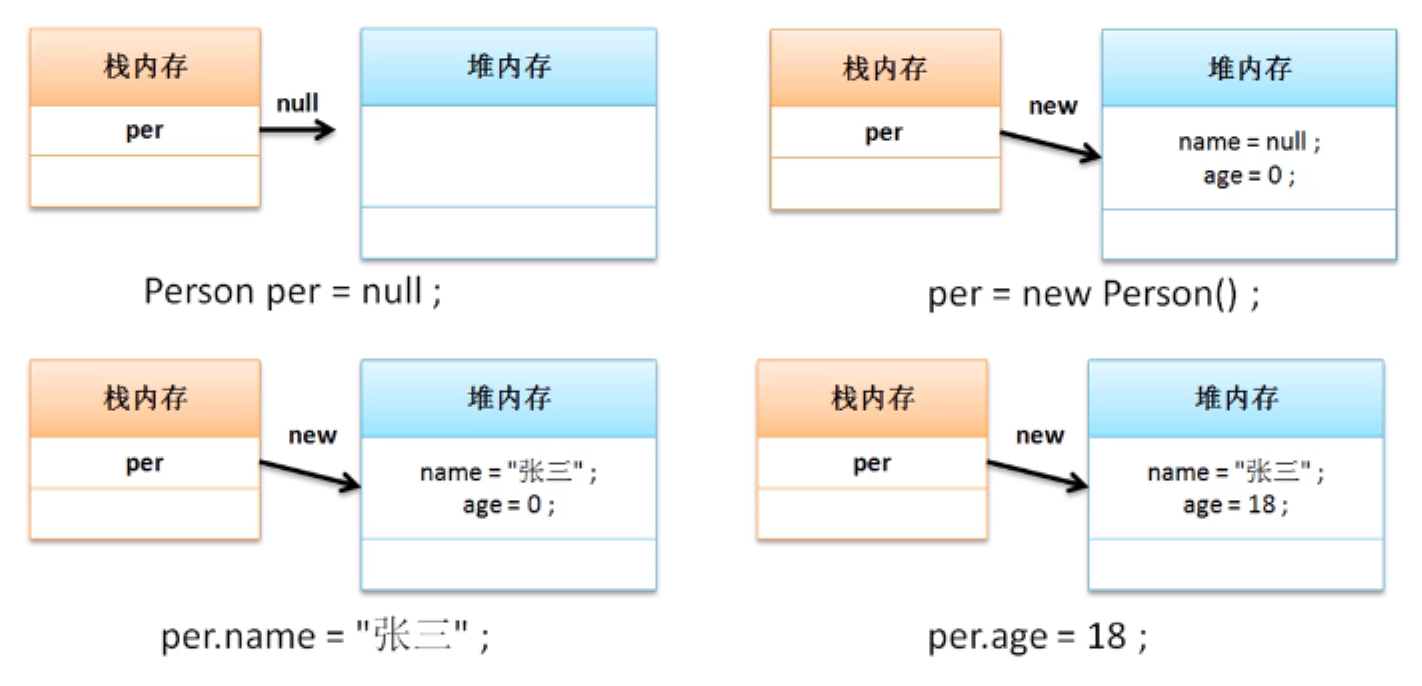 栈内存
堆内存
null
per
Person per = null ;
栈内存
堆内存
new
per
name = null ;
age = 0 ;
per = new Person() ;
栈内存
堆内存
new
per
name = "张三" ;
age = 0 ;
per.name = "张三" ;
栈内存
堆内存
new
per
name = "张三" ;
age = 18 ;
per.age = 18 ;